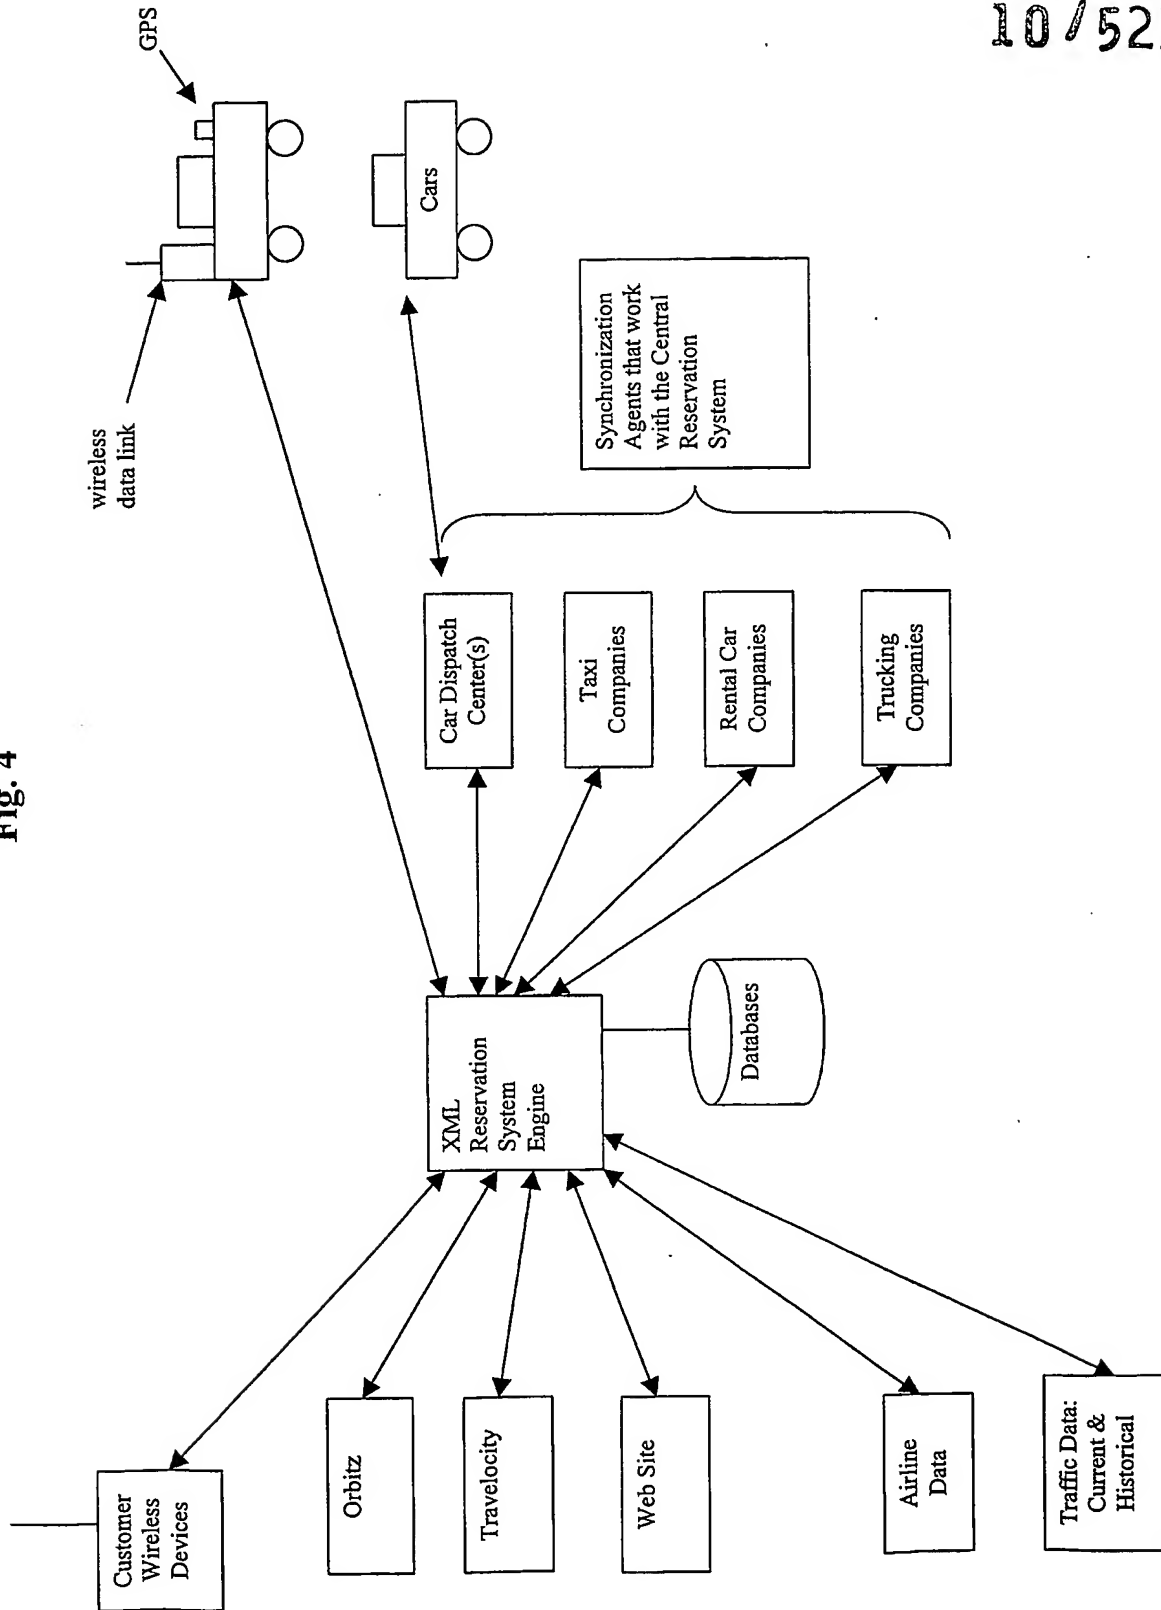 10/52
Fig. 4
GPS
wireless
data link
Cars
Synchronization
Agents that work
with the Central
Reservation
System
Car Dispatch
Center(s)
Taxi
Companies
Rental Car
Companies
Trucking
Companies
XML
Reservation
System
Engine
Databases
Customer
Wireless
Devices
Orbitz
Travelocity
Web Site
Airline
Data
Traffic Data:
Current &
Historical